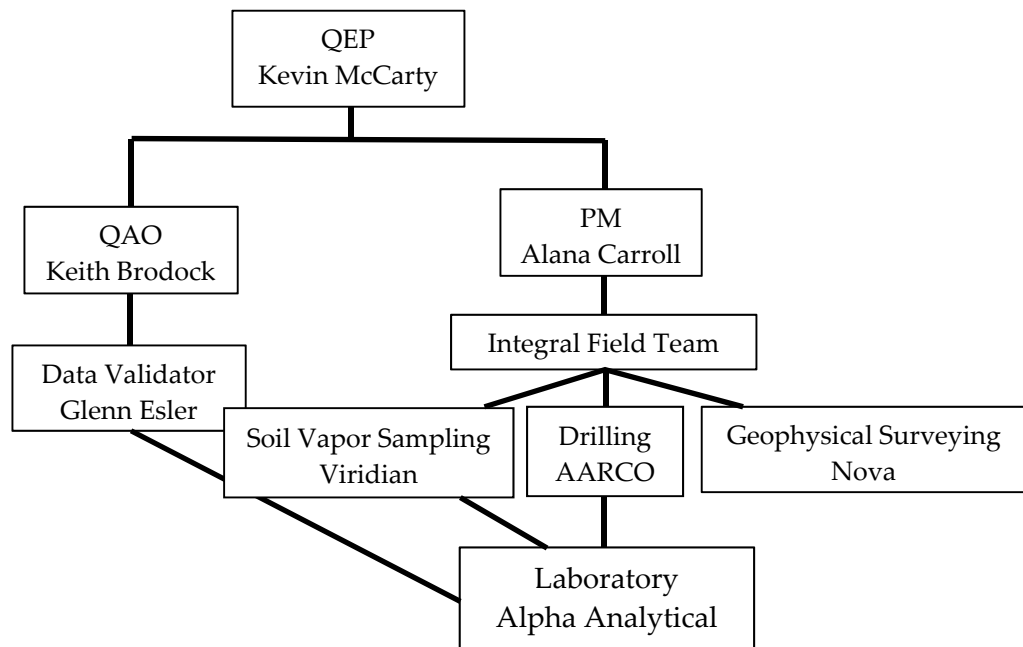 QEP
Kevin McCarty
QAO
Keith Brodock
PM
Alana Carroll
Integral Field Team
Data Validator
Glenn Esler
Soil Vapor Sampling
Viridian
Drilling
AARCO
Geophysical Surveying
Nova
Laboratory
Alpha Analytical